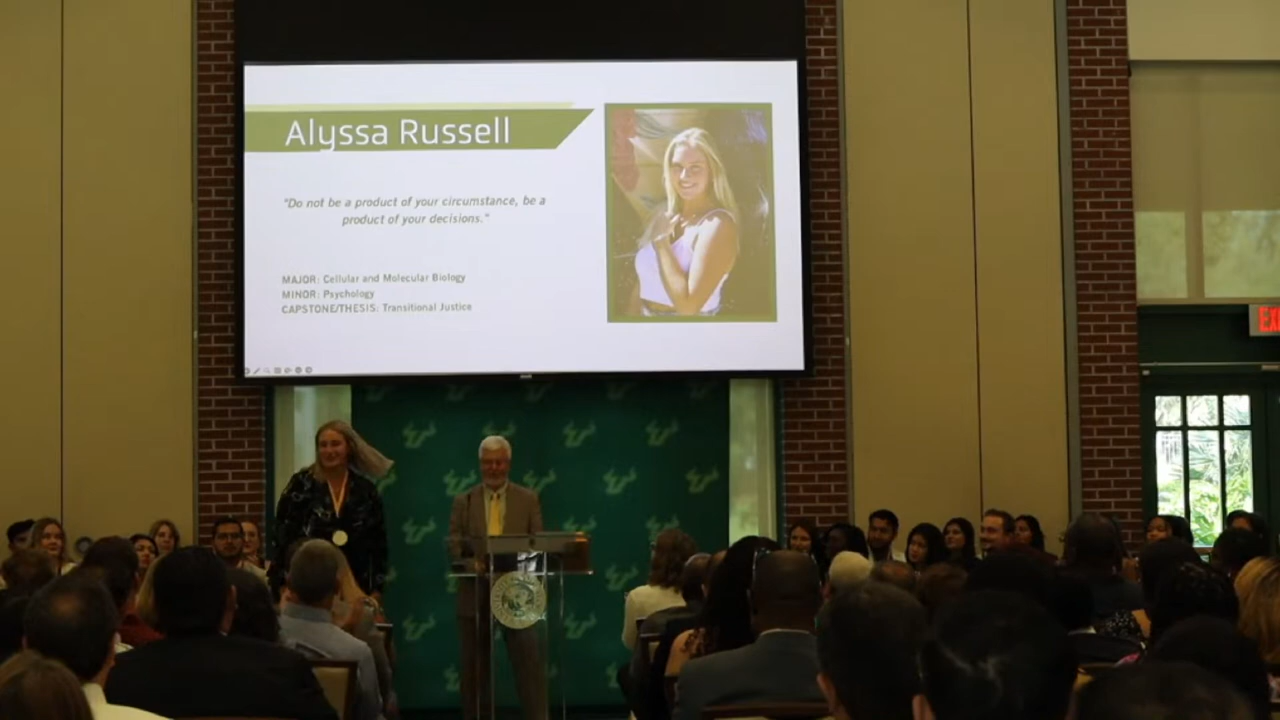 Alyssa Russell
"Do not be a product of your circumstance, be a
product of your decisions."
MAJOR: Cellular and Molecular Biology
MINOR: Psychology
CAPSTONE/THESIS: Transitional Justice